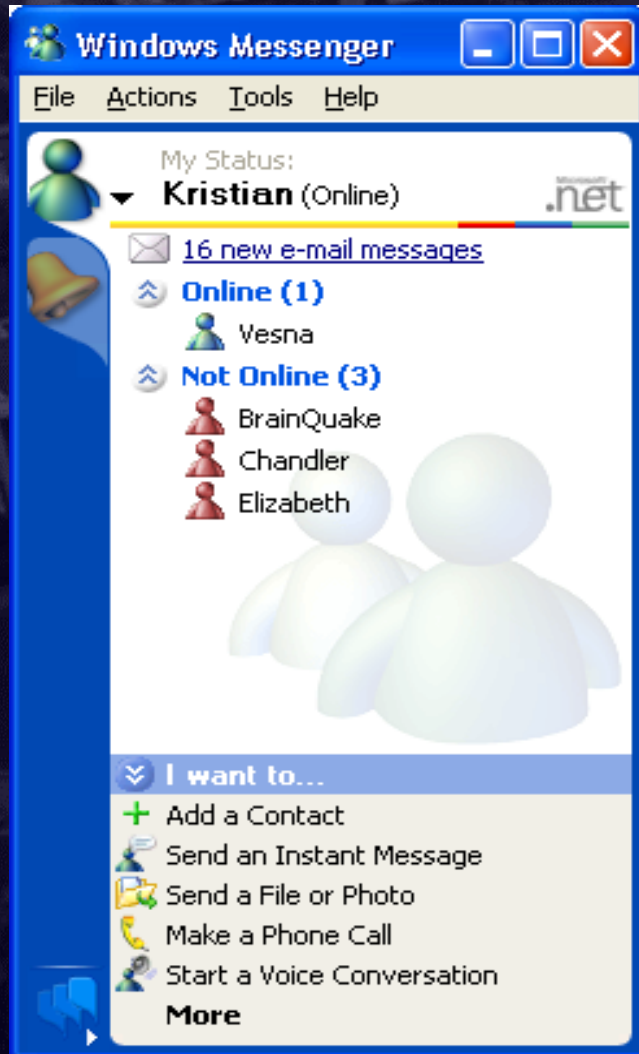 Windows Messenger
File Actions Tools Help
My Status:
Kristian (Online)
Microsoft
.net
16 new e-mail messages
Online (1)
Vesna
Not Online (3)
BrainQuake
Chandler
Elizabeth
I want to...
Add a Contact
Send an Instant Message
Send a File or Photo
Make a Phone Call
Start a Voice Conversation
More